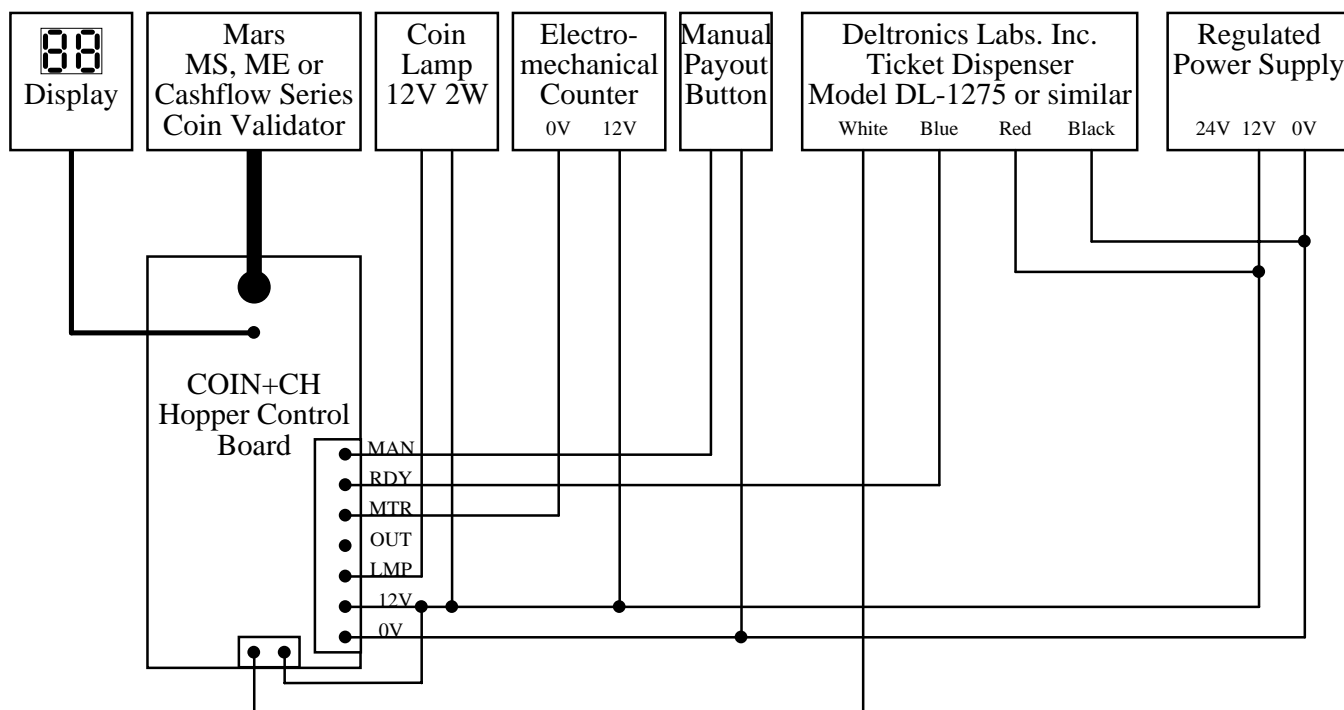 88
Display
Mars
MS, ME or
Cashflow Series
Coin Validator
Coin
Lamp
12V 2W
Electro-
mechanical
Counter
0V 12V
Manual
Payout
Button
Deltronics Labs. Inc.
Ticket Dispenser
Model DL-1275 or similar
White Blue Red Black
Regulated
Power Supply
24V 12V 0V
COIN+CH
Hopper Control
Board
MAN
RDY
MTR
OUT
LMP
12V
0V